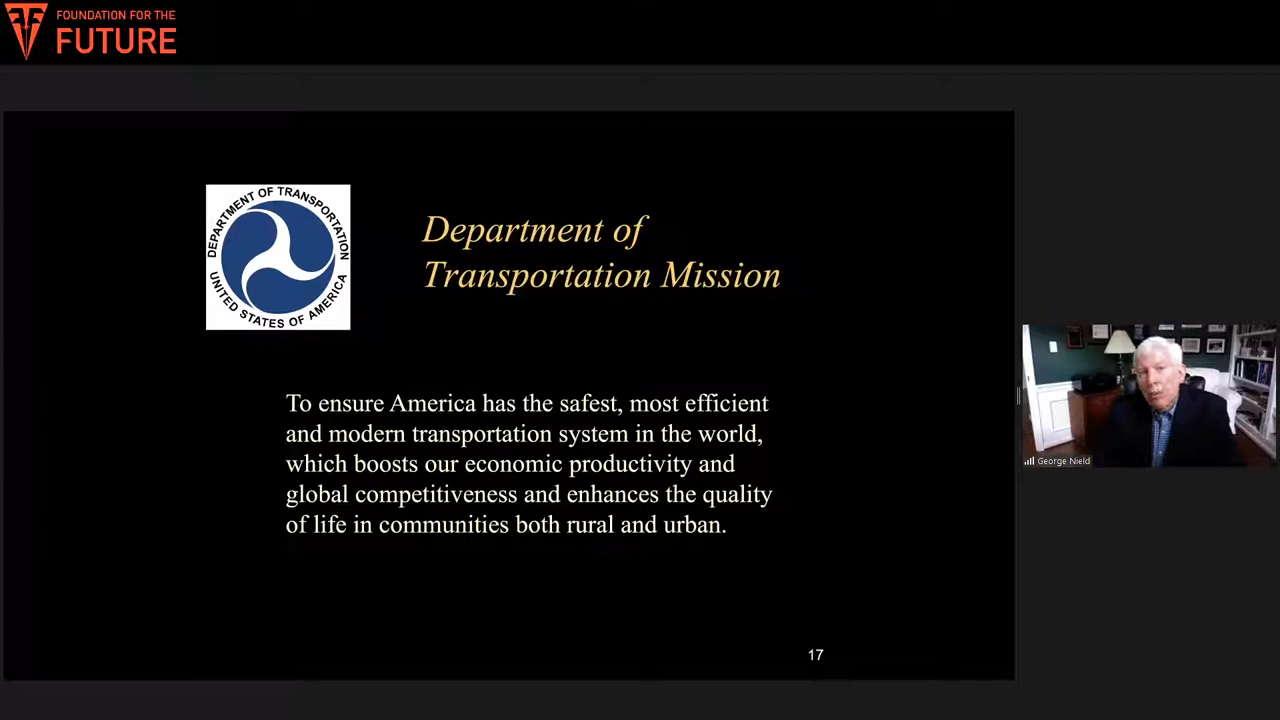 FOUNDATION FOR THE
FUTURE
DEPARTMENT OF TRANSPORTATION
UNITED STATES OF AMERICA
Department of
Transportation Mission
To ensure America has the safest, most efficient
and modern transportation system in the world,
which boosts our economic productivity and
global competitiveness and enhances the quality
of life in communities both rural and urban.
George Nield
17